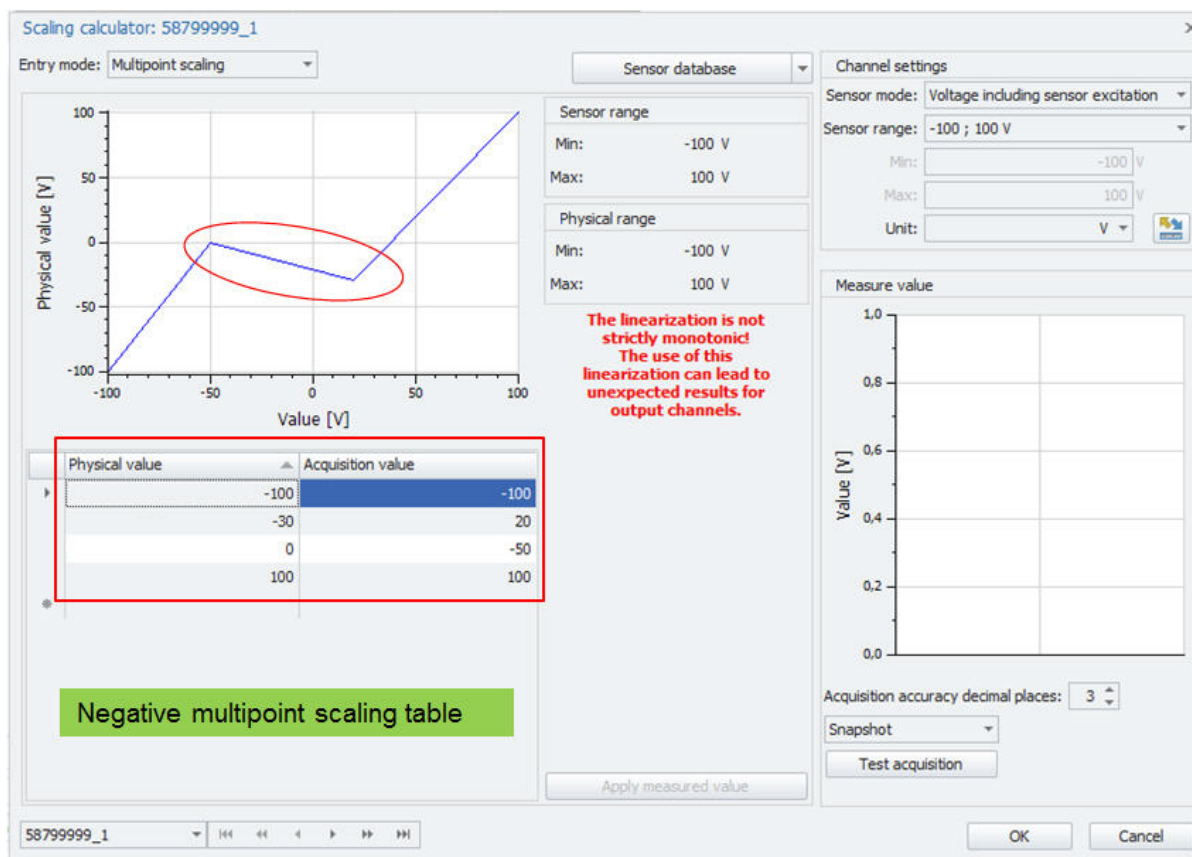 Scaling calculator: 58799999_1
Entry mode: Multipoint scaling
Sensor database
100
50
0
-50
-100
Physical value [V]
-100 -50 0 50 100
Value [V]
Sensor range
Min: -100 V
Max: 100 V
Physical range
Min: -100 V
Max: 100 V
The linearization is not
strictly monotonic!
The use of this
linearization can lead to
unexpected results for
output channels.
Physical value Acquisition value
-100 -100
-30 20
0 -50
100 100
Negative multipoint scaling table
Apply measured value
Channel settings
Sensor mode: Voltage including sensor excitation
Sensor range: -100 ; 100 V
Min: -100 V
Max: 100 V
Unit: V
Measure value
1,0
0,8
0,6
0,4
0,2
0,0
Value [V]
Acquisition accuracy decimal places: 3
Snapshot
Test acquisition
58799999_1
OK Cancel